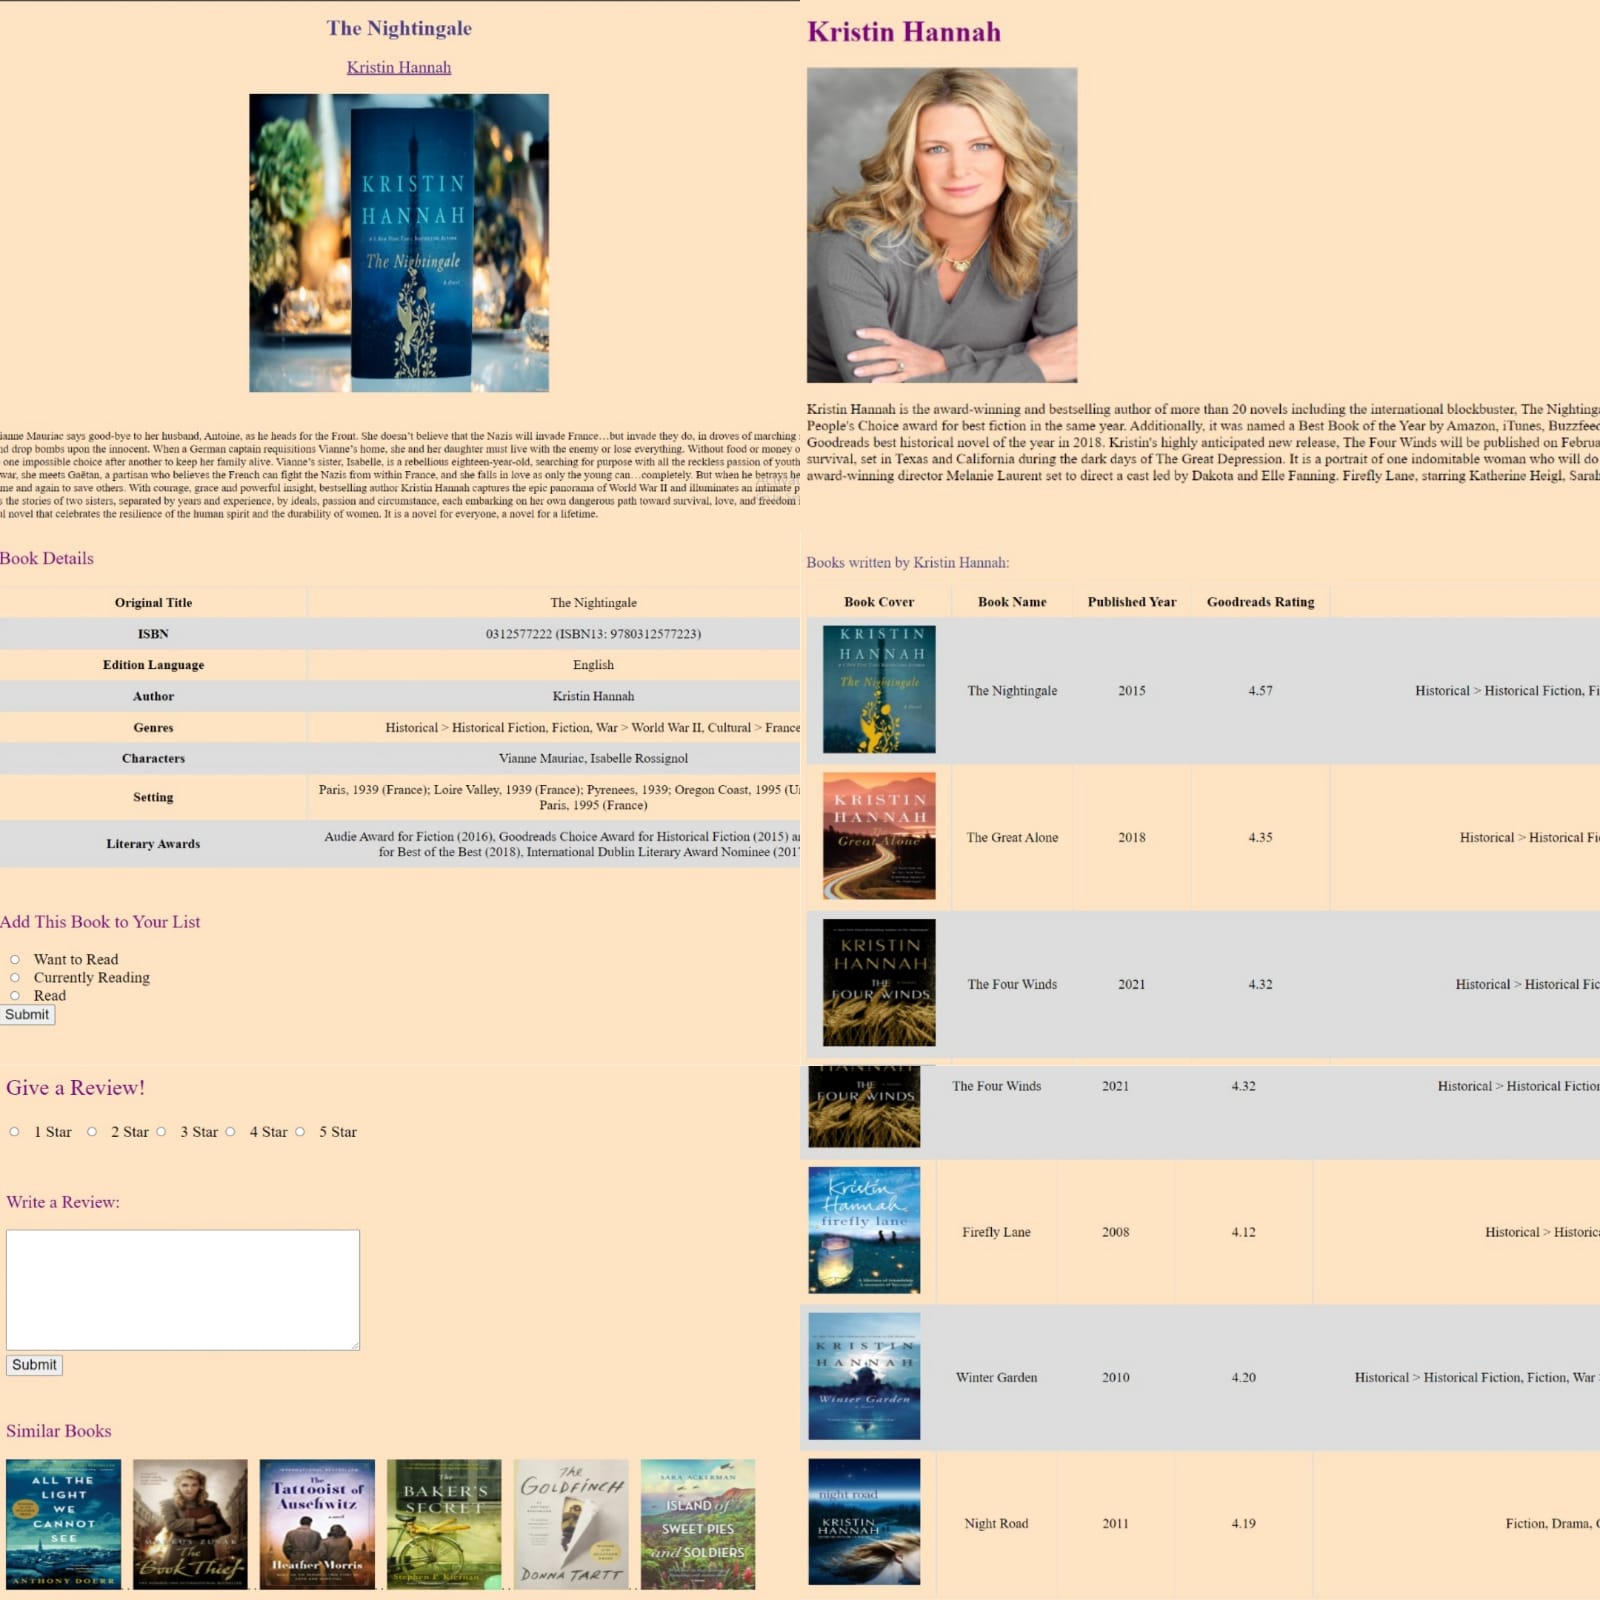 The Nightingale
Kristin Hannah
KRISTIN
HANNAH
The Nightingale
A Novel
ianne Mauriac says good-bye to her husband, Antoine, as he heads for the Front. She doesn't believe that the Nazis will invade France…but invade they do, in droves of marching
d drop bombs upon the innocent. When a German captain requisitions Vianne's home, she and her daughter must live with the enemy or lose everything. Without food or money o
one impossible choice after another to keep her family alive. Vianne's sister, Isabelle, is a rebellious eighteen-year-old, searching for purpose with all the reckless passion of youth
war, she meets Gaëtan, a partisan who believes the French can fight the Nazis from within France, and she falls in love as only the young can…completely. But when he betrays he
me and again to save others. With courage, grace and powerful insight, bestselling author Kristin Hannah captures the epic panorama of World War II and illuminates an intimate p
s the stories of two sisters, separated by years and experience, by ideals, passion and circumstance, each embarking on her own dangerous path toward survival, love, and freedom i
l novel that celebrates the resilience of the human spirit and the durability of women. It is a novel for everyone, a novel for a lifetime.
Book Details
Original Title The Nightingale
ISBN 0312577222 (ISBN13: 9780312577223)
Edition Language English
Author Kristin Hannah
Genres Historical > Historical Fiction, Fiction, War > World War II, Cultural > France
Characters Vianne Mauriac, Isabelle Rossignol
Setting Paris, 1939 (France); Loire Valley, 1939 (France); Pyrenees, 1939; Oregon Coast, 1995 (U
Paris, 1995 (France)
Literary Awards Audie Award for Fiction (2016), Goodreads Choice Award for Historical Fiction (2015) a
for Best of the Best (2018), International Dublin Literary Award Nominee (201
Add This Book to Your List
Want to Read
Currently Reading
Read
Submit
Kristin Hannah
Kristin Hannah is the award-winning and bestselling author of more than 20 novels including the international blockbuster, The Nighting
People's Choice award for best fiction in the same year. Additionally, it was named a Best Book of the Year by Amazon, iTunes, Buzzfeed
Goodreads best historical novel of the year in 2018. Kristin's highly anticipated new release, The Four Winds will be published on Februa
survival, set in Texas and California during the dark days of The Great Depression. It is a portrait of one indomitable woman who will do
award-winning director Melanie Laurent set to direct a cast led by Dakota and Elle Fanning. Firefly Lane, starring Katherine Heigl, Sarah
Books written by Kristin Hannah:
Book Cover Book Name Published Year Goodreads Rating
KRISTIN
HANNAH
The Nightingale
A Novel
The Nightingale 2015 4.57 Historical > Historical Fiction, Fi
KRISTIN
HANNAH
The
Great Alone
The Great Alone 2018 4.35 Historical > Historical Fi
KRISTIN
HANNAH
THE
FOUR WINDS
The Four Winds 2021 4.32 Historical > Historical Fic
Give a Review!
1 Star 2 Star 3 Star 4 Star 5 Star
Write a Review:
Submit
Similar Books
ALL THE
LIGHT
WE
CANNOT
SEE
ANTHONY DOERR
MARKUS ZUSAK
The
Book Thief
INTERNATIONAL BESTSELLER
The
Tattooist of
Auschwitz
a novel
Heather Morris
The
BAKER'S
SECRET
Stephen P. Kiernan
The
GOLDFINCH
DONNA TARTT
SARA ACKERMAN
ISLAND of
SWEET PIES
and SOLDIERS
HANNAH
THE
FOUR WINDS
The Four Winds 2021 4.32 Historical > Historical Fiction
Kristin
Hannah
firefly lane
A lifetime of friendship
A moment of betrayal
Firefly Lane 2008 4.12 Historical > Historic
KRISTIN
HANNAH
Winter Garden
Winter Garden 2010 4.20 Historical > Historical Fiction, Fiction, War
night road
KRISTIN
HANNAH
Night Road 2011 4.19 Fiction, Drama,